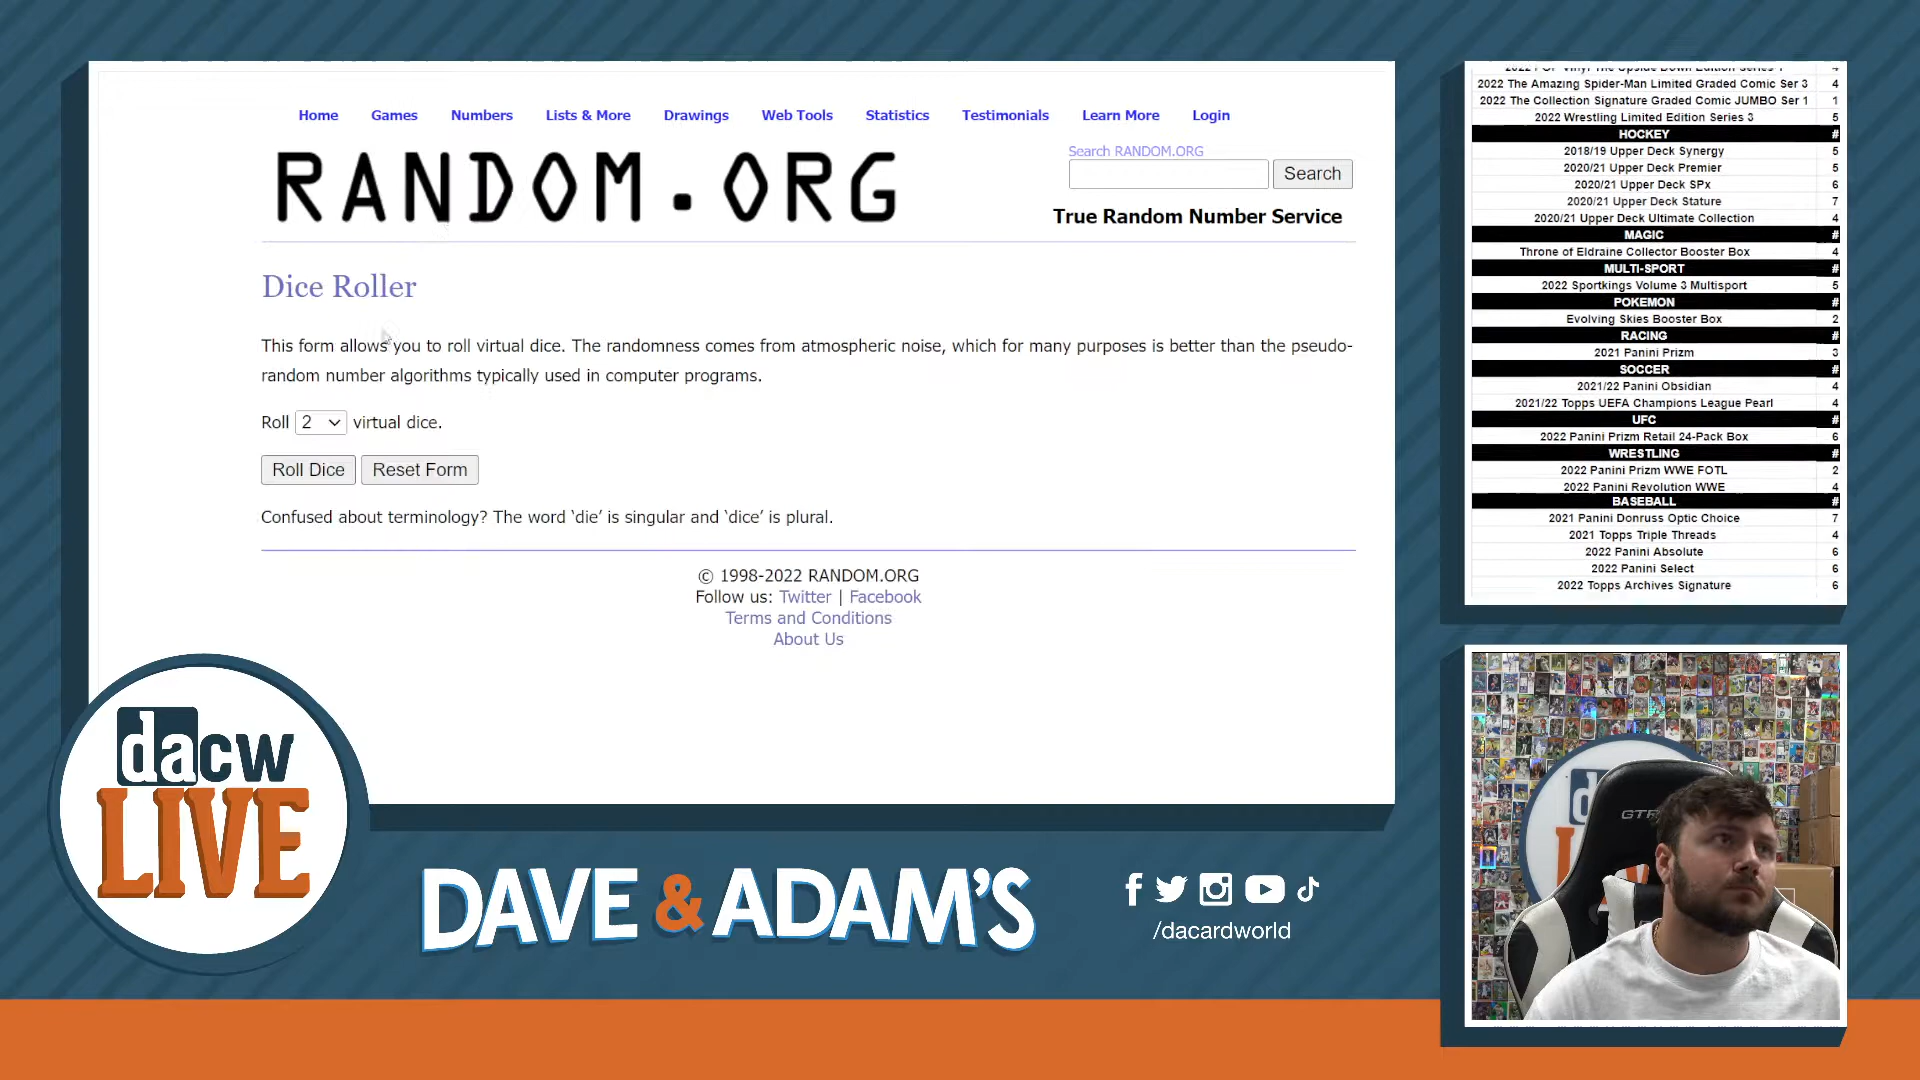 Home Games Numbers Lists & More Drawings Web Tools Statistics Testimonials Learn More Login
RANDOM.ORG
Search RANDOM.ORG
Search
True Random Number Service
Dice Roller
This form allows you to roll virtual dice. The randomness comes from atmospheric noise, which for many purposes is better than the pseudo-
random number algorithms typically used in computer programs.
Roll 2 virtual dice.
Roll Dice Reset Form
Confused about terminology? The word ‘die’ is singular and ‘dice’ is plural.
© 1998-2022 RANDOM.ORG
Follow us: Twitter | Facebook
Terms and Conditions
About Us
dacw
LIVE
DAVE & ADAM'S
/dacardworld
2022 The Amazing Spider-Man Limited Graded Comic Ser 3 4
2022 The Collection Signature Graded Comic JUMBO Ser 1 1
2022 Wrestling Limited Edition Series 3 5
HOCKEY #
2018/19 Upper Deck Synergy 5
2020/21 Upper Deck Premier 5
2020/21 Upper Deck SPx 6
2020/21 Upper Deck Stature 7
2020/21 Upper Deck Ultimate Collection 4
MAGIC #
Throne of Eldraine Collector Booster Box 4
MULTI-SPORT #
2022 Sportkings Volume 3 Multisport 5
POKEMON #
Evolving Skies Booster Box 2
RACING #
2021 Panini Prizm 3
SOCCER #
2021/22 Panini Obsidian 4
2021/22 Topps UEFA Champions League Pearl 4
UFC #
2022 Panini Prizm Retail 24-Pack Box 6
WRESTLING #
2022 Panini Prizm WWE FOTL 2
2022 Panini Revolution WWE 4
BASEBALL #
2021 Panini Donruss Optic Choice 7
2021 Topps Triple Threads 4
2022 Panini Absolute 6
2022 Panini Select 6
2022 Topps Archives Signature 6